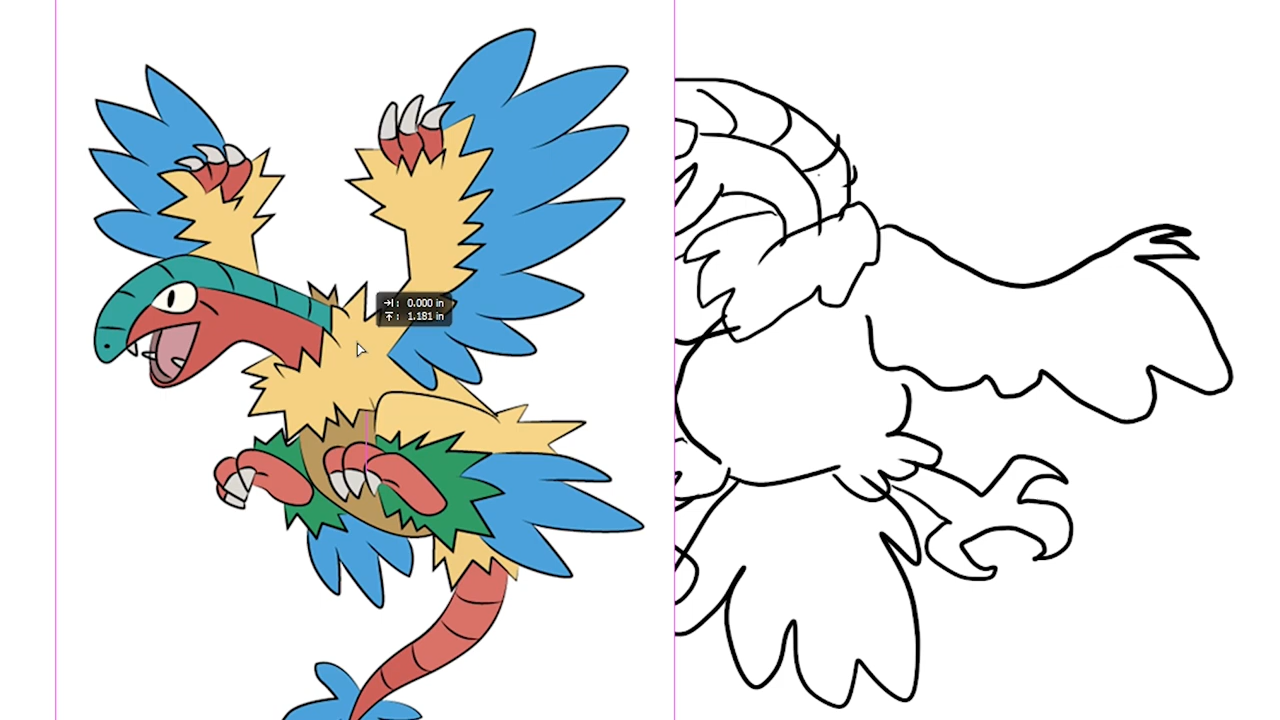 →|: 0.000 in
↑: 1.181 in